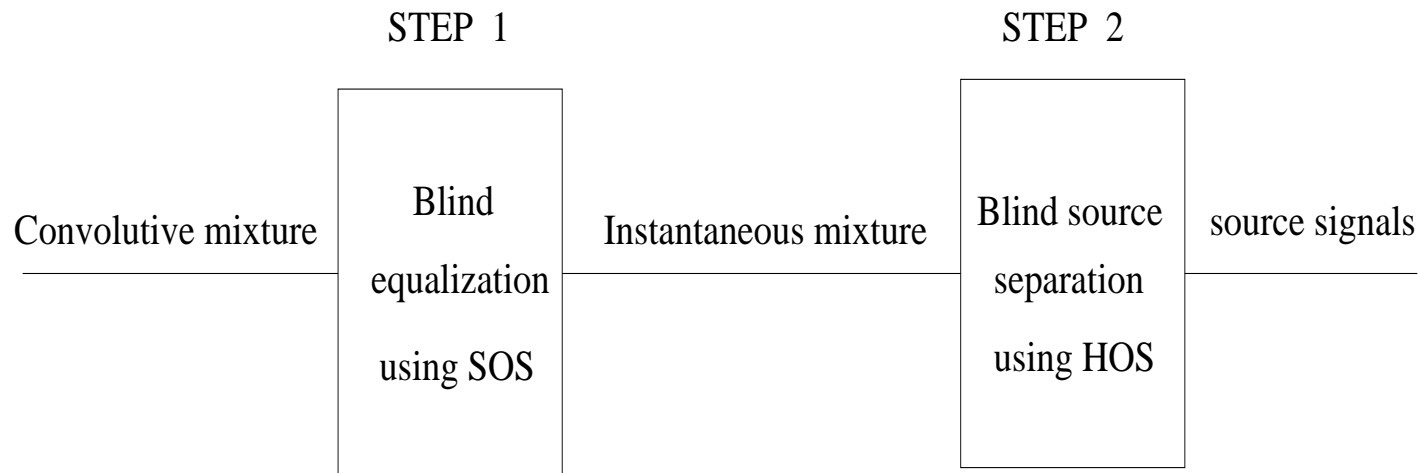 STEP 1
STEP 2
Convolutive mixture
Blind
equalization
using SOS
Instantaneous mixture
Blind source
separation
using HOS
source signals